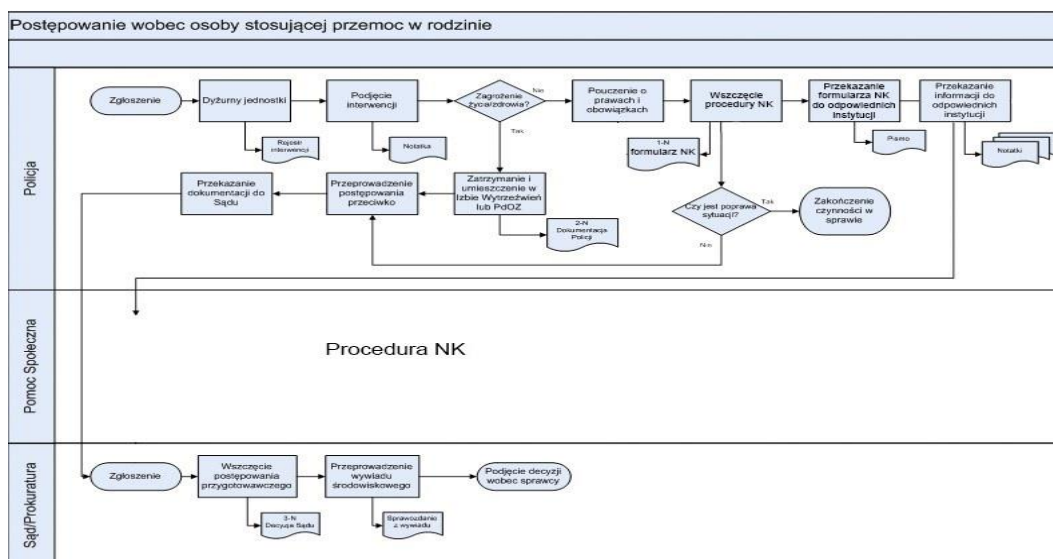 Postępowanie wobec osoby stosującej przemoc w rodzinie
Policja
Zgłoszenie
Dyżurny jednostki
Rejestr
interwencji
Podjęcie
interwencji
Notatka
Zagrożenie
życia/zdrowia?
Nie
Tak
Pouczenie o
prawach i
obowiązkach
Wszczęcie
procedury NK
1-N
formularz NK
Przekazanie
formularza NK
do odpowiednich
instytucji
Pismo
Przekazanie
informacji do
odpowiednich
instytucji
Notatki
Przekazanie
dokumentacji do
Sądu
Przeprowadzenie
postępowania
przeciwko
Zatrzymanie i
umieszczenie w
Izbie Wytrzeźwień
lub PdOZ
2-N
Dokumentacja
Policji
Czy jest poprawa
sytuacji?
Tak
Zakończenie
czynności w
sprawie
Pomoc Społeczna
Procedura NK
Sąd/Prokuratura
Zgłoszenie
Wszczęcie
postępowania
przygotowawczego
3-N
Decyzja Sądu
Przeprowadzenie
wywiadu
środowiskowego
Sprawozdanie
z wywiadu
Podjęcie decyzji
wobec sprawcy